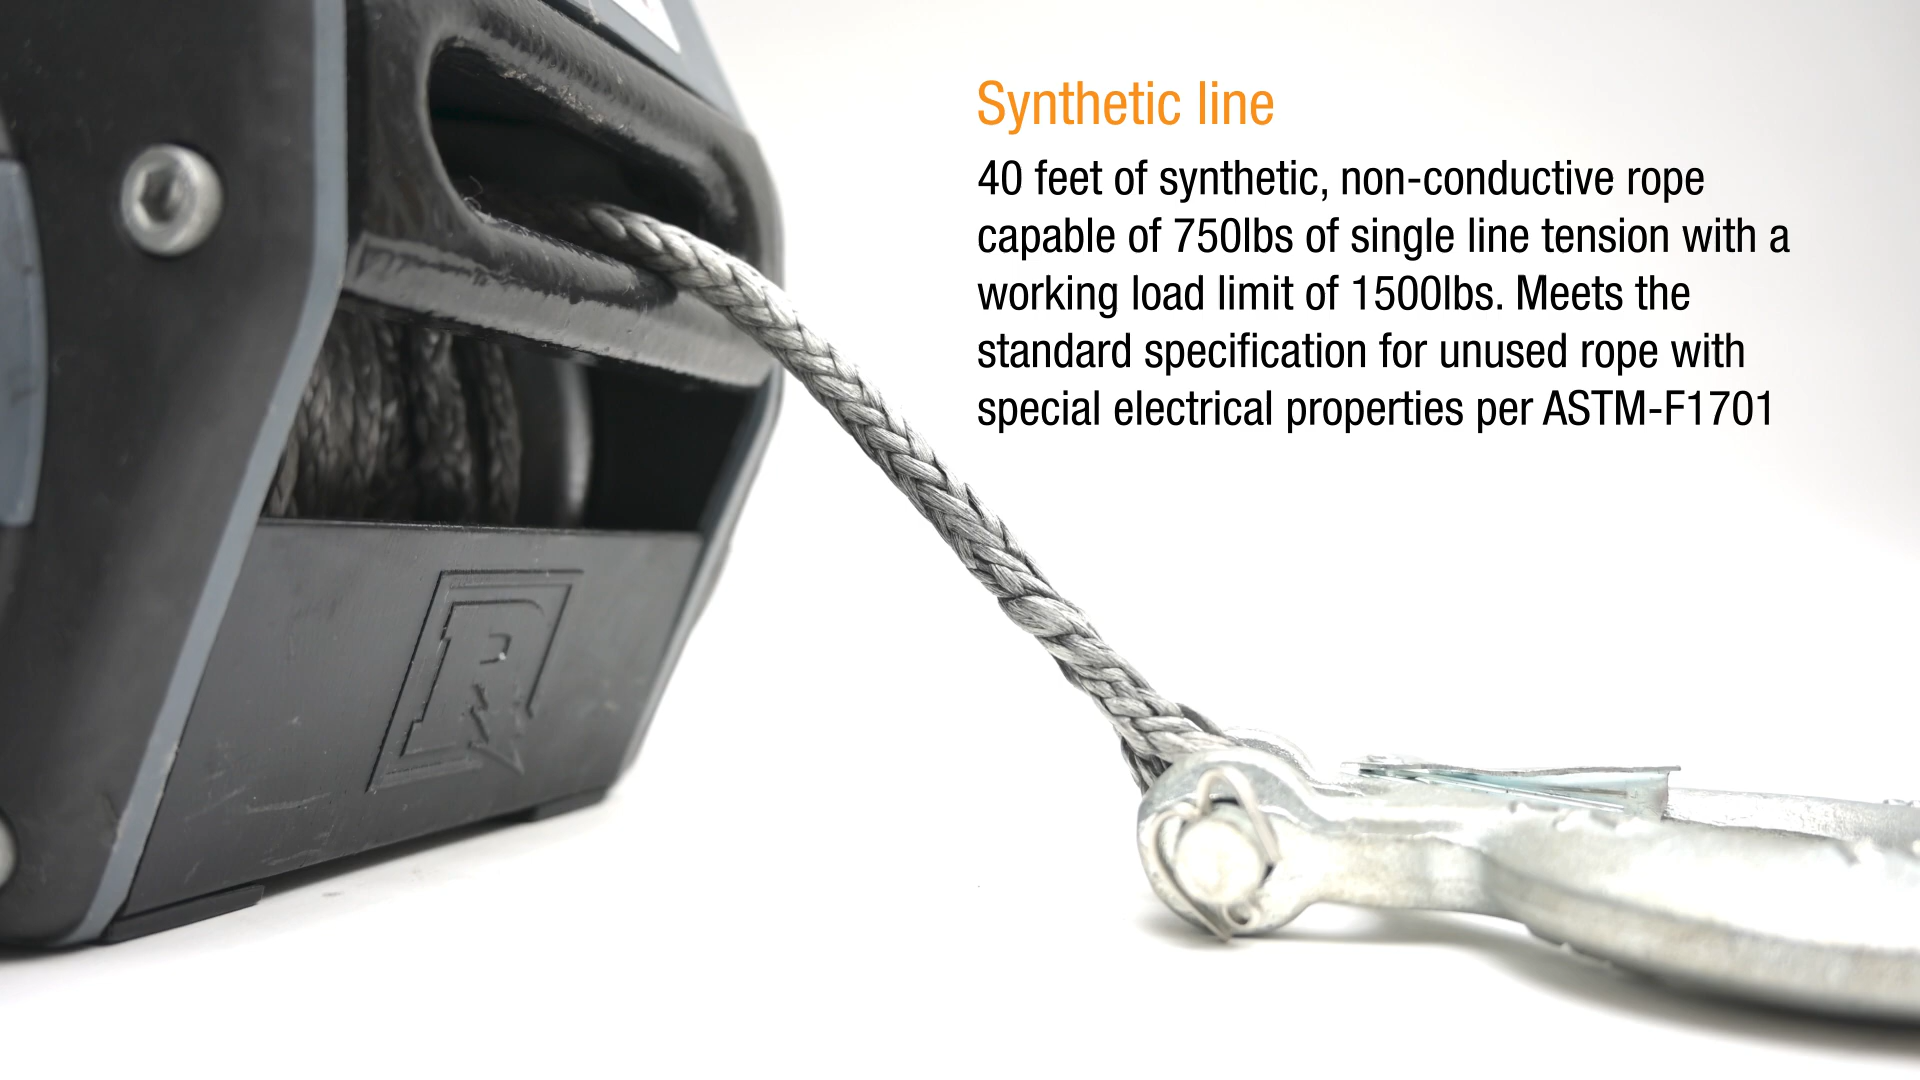 Synthetic line
40 feet of synthetic, non-conductive rope
capable of 750lbs of single line tension with a
working load limit of 1500lbs. Meets the
standard specification for unused rope with
special electrical properties per ASTM-F1701
R